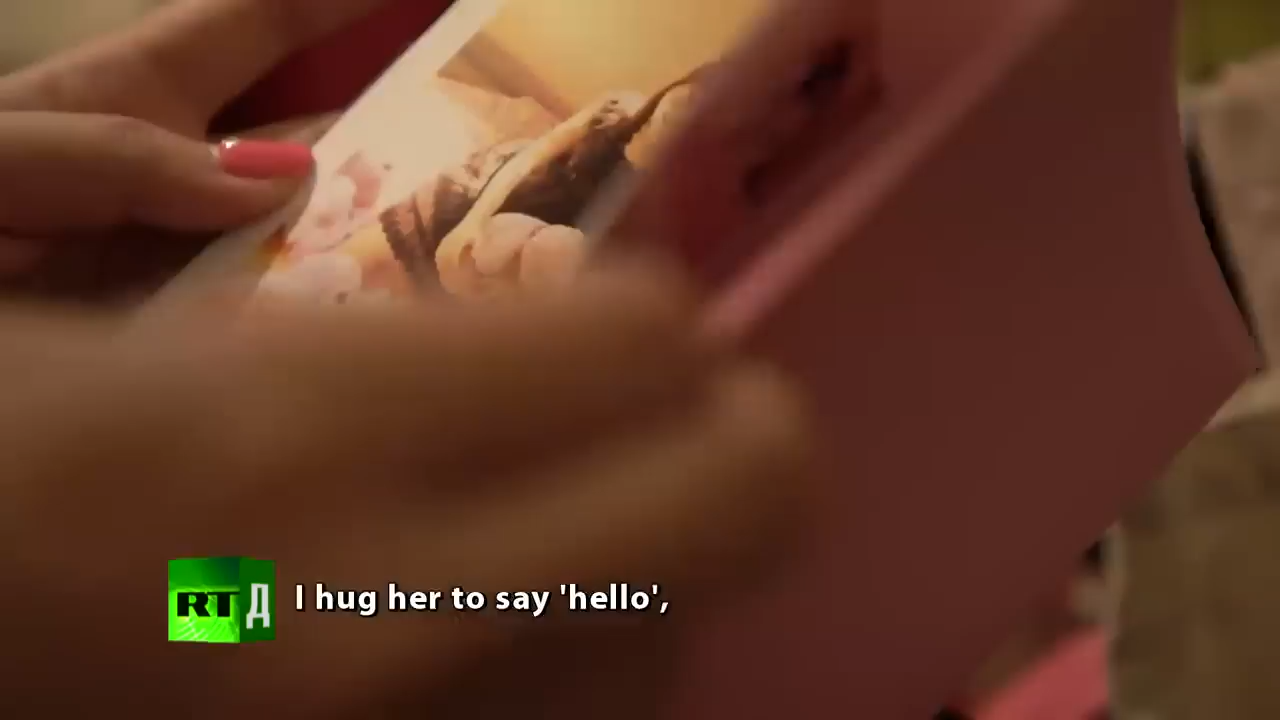 RT Д
I hug her to say 'hello',